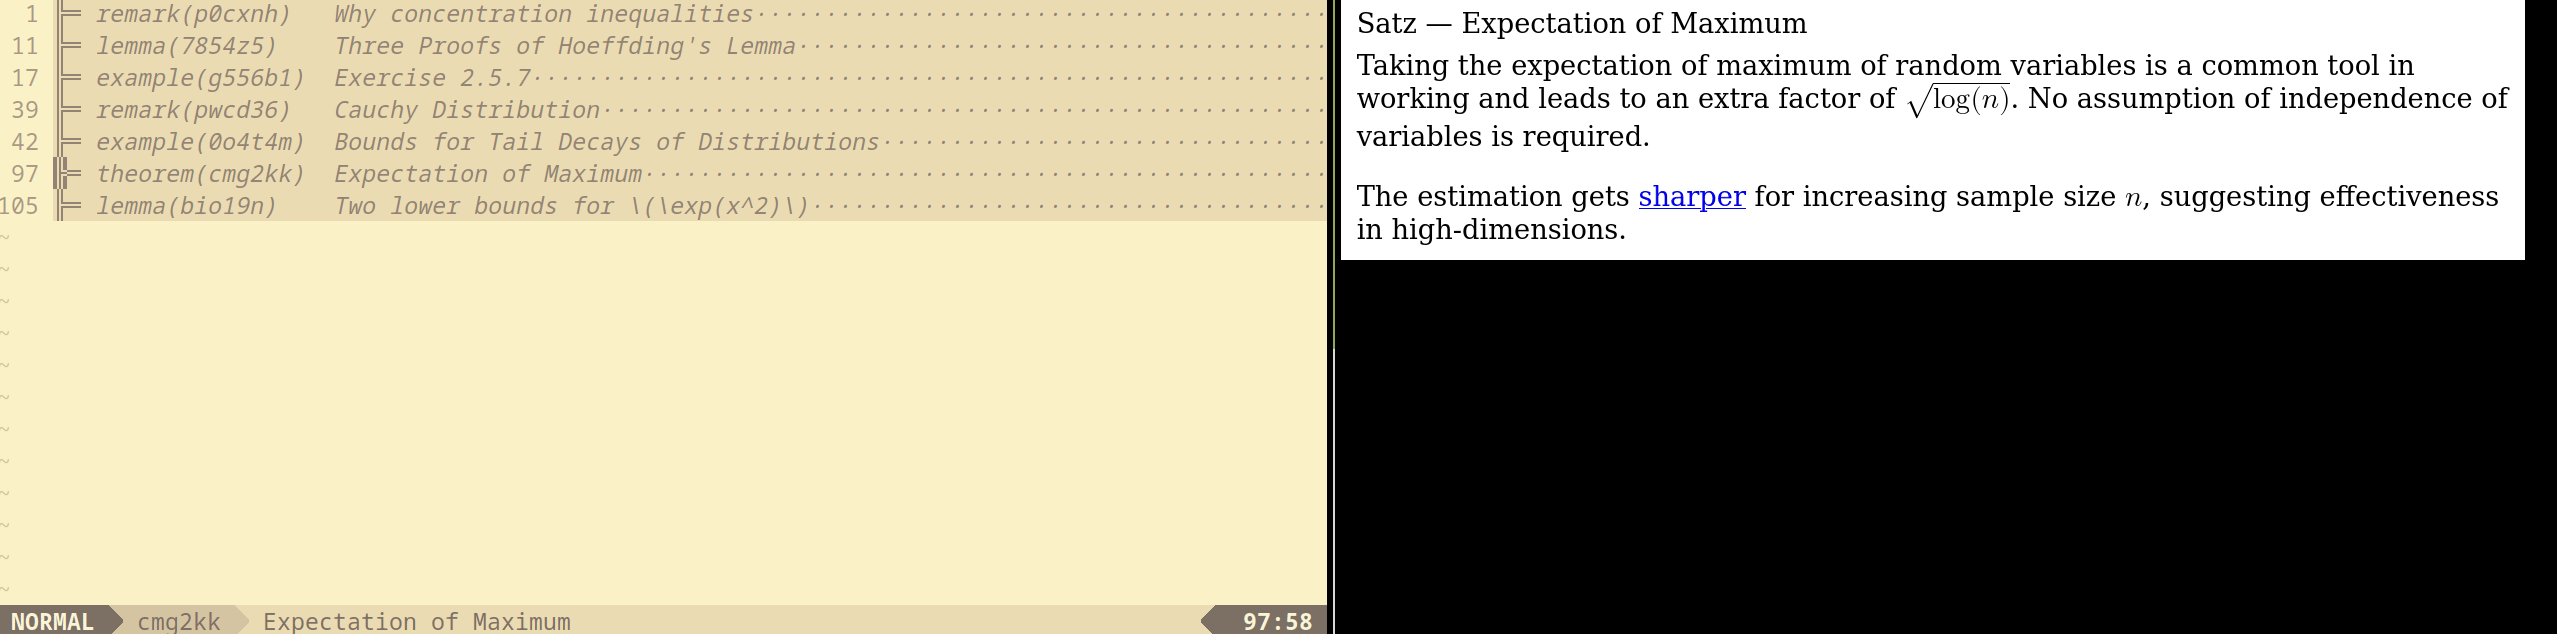 1 remark(p0cxnh) Why concentration inequalities
11 lemma(7854z5) Three Proofs of Hoeffding's Lemma
17 example(g556b1) Exercise 2.5.7
39 remark(pwcd36) Cauchy Distribution
42 example(0o4t4m) Bounds for Tail Decays of Distributions
97 theorem(cmg2kk) Expectation of Maximum
105 lemma(bio19n) Two lower bounds for \(\exp(x^2)\)
~
~
~
~
~
~
~
~
~
~
~
~
NORMAL cmg2kk Expectation of Maximum 97:58
Satz — Expectation of Maximum
Taking the expectation of maximum of random variables is a common tool in
working and leads to an extra factor of √log(n). No assumption of independence of
variables is required.
The estimation gets sharper for increasing sample size n, suggesting effectiveness
in high-dimensions.